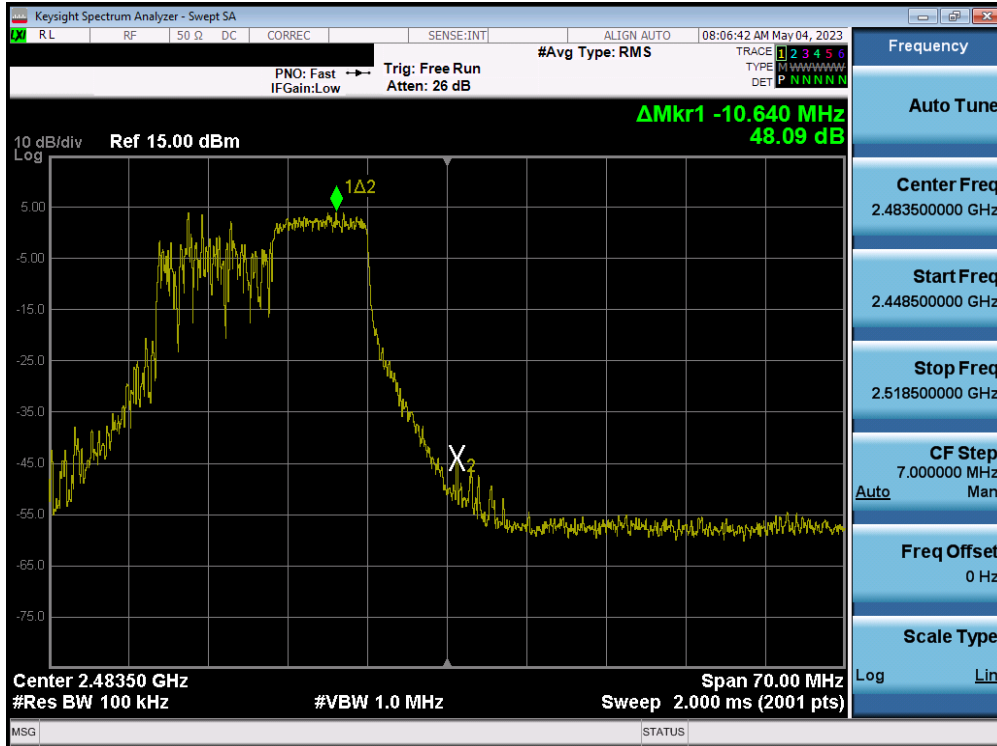 Keysight Spectrum Analyzer - Swept SA
LXI RL RF 50 Ω DC CORREC SENSE:INT ALIGN AUTO 08:06:42 AM May 04, 2023
#Avg Type: RMS
TRACE 1 2 3 4 5 6
PNO: Fast Trig: Free Run
TYPE M WWWWW
IFGain:Low Atten: 26 dB
DET P N N N N N
ΔMkr1 -10.640 MHz
48.09 dB
10 dB/div Ref 15.00 dBm
Log
1Δ2
5.00
-5.00
-15.0
-25.0
-35.0
-45.0
X2
-55.0
-65.0
-75.0
Center 2.48350 GHz Span 70.00 MHz
#Res BW 100 kHz #VBW 1.0 MHz Sweep 2.000 ms (2001 pts)
MSG STATUS
Frequency
Auto Tune
Center Freq
2.483500000 GHz
Start Freq
2.448500000 GHz
Stop Freq
2.518500000 GHz
CF Step
7.000000 MHz
Auto Man
Freq Offset
0 Hz
Scale Type
Log Lin